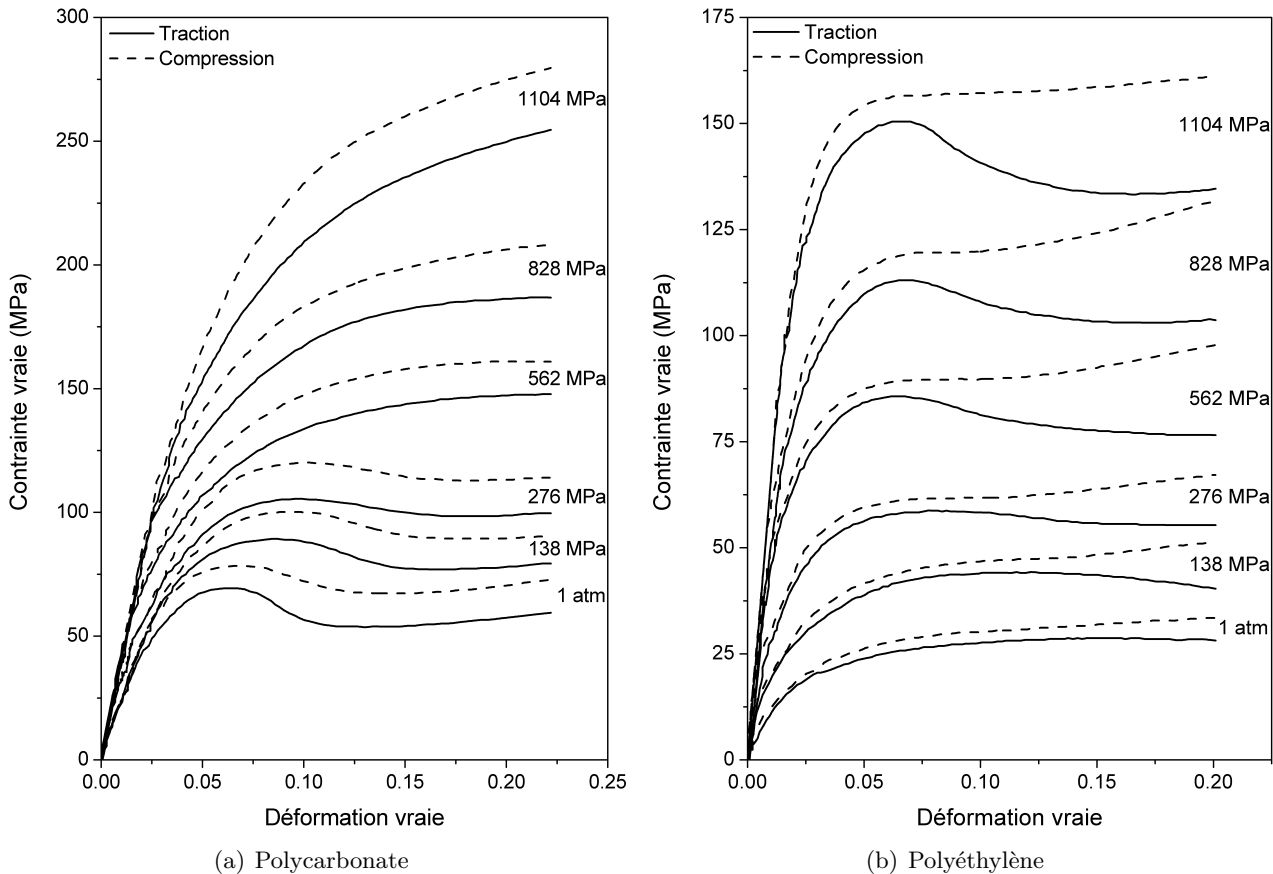 300
250
200
150
100
50
0
Contrainte vraie (MPa)
Traction
Compression
1104 MPa
828 MPa
562 MPa
276 MPa
138 MPa
1 atm
0.00 0.05 0.10 0.15 0.20 0.25
Déformation vraie
(a) Polycarbonate
175
150
125
100
75
50
25
0
Contrainte vraie (MPa)
Traction
Compression
1104 MPa
828 MPa
562 MPa
276 MPa
138 MPa
1 atm
0.00 0.05 0.10 0.15 0.20
Déformation vraie
(b) Polyéthylène